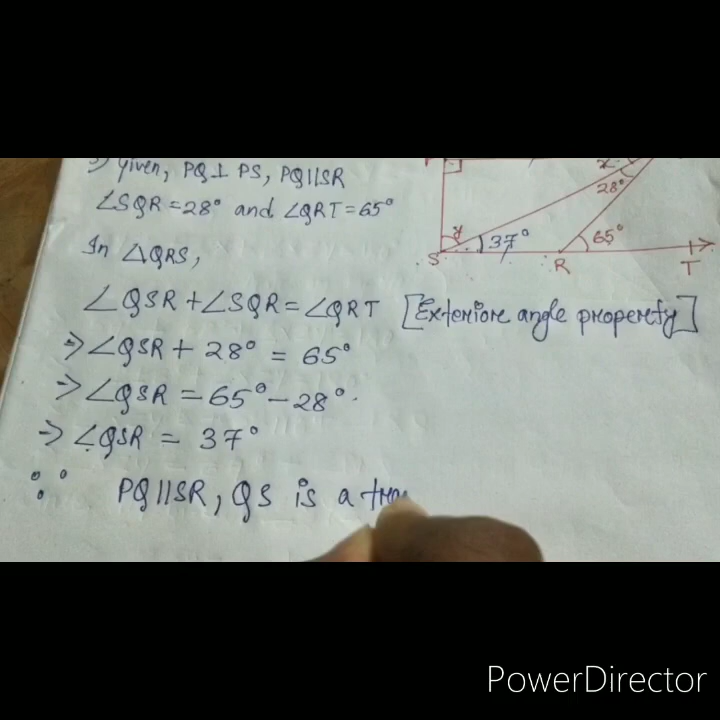 Given, PQ⊥ PS, PQ||SR
∠SQR = 28° and ∠QRT = 65°
In △QRS,
∠QSR + ∠SQR = ∠QRT [Exteriore angle property]
⇒ ∠QSR + 28° = 65°
⇒ ∠QSR = 65° - 28°
⇒ ∠QSR = 37°
∵ PQ||SR, QS is a
x
28°
y
37°
65°
S
R
T
PowerDirector